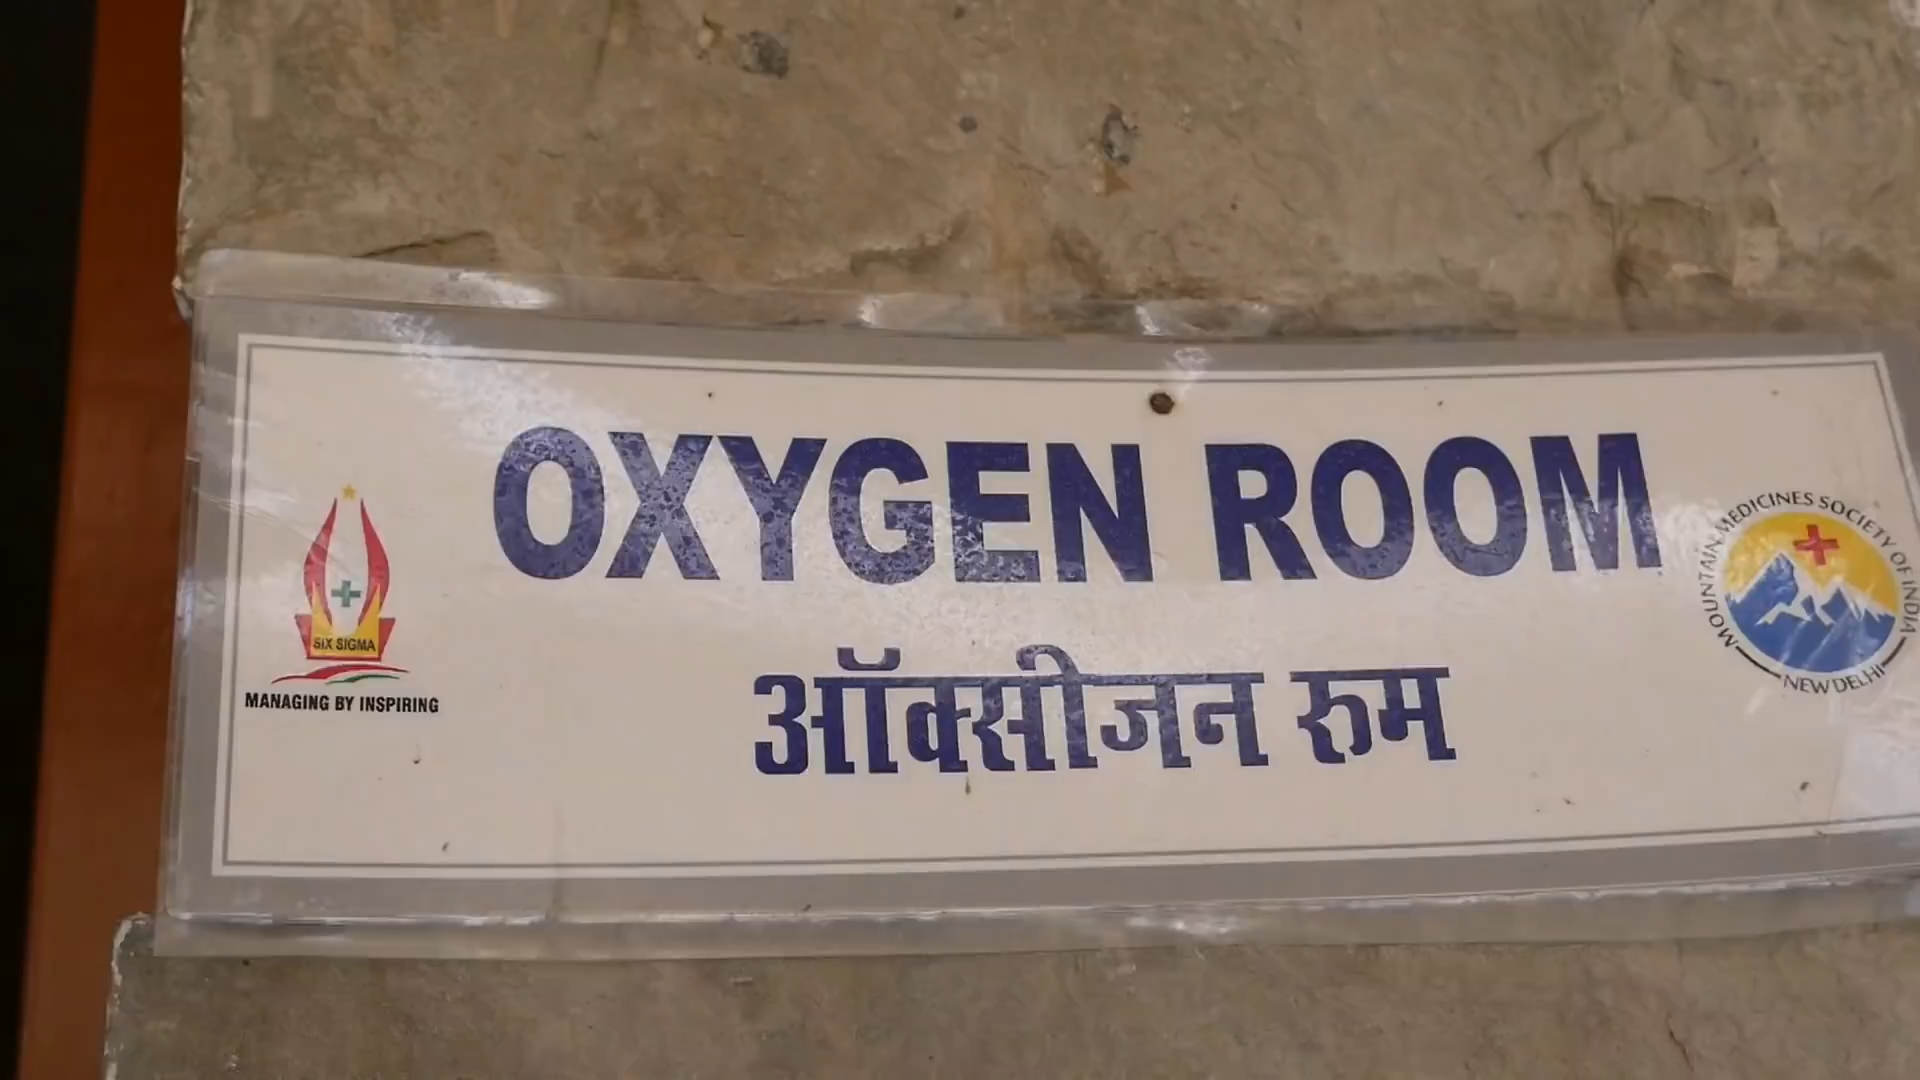 OXYGEN ROOM
ऑक्सीजन रूम
SIX SIGMA
MANAGING BY INSPIRING
MOUNTAIN MEDICINES SOCIETY OF INDIA
NEW DELHI